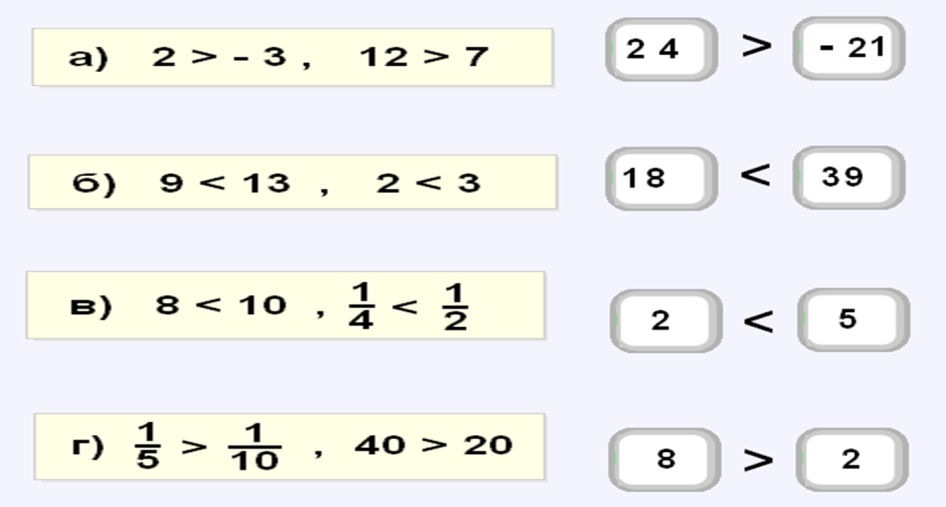 а) 2 > - 3 , 12 > 7 2 4 > - 21
б) 9 < 13 , 2 < 3 18 < 39
в) 8 < 10 , 1/4 < 1/2 2 < 5
г) 1/5 > 1/10 , 40 > 20 8 > 2